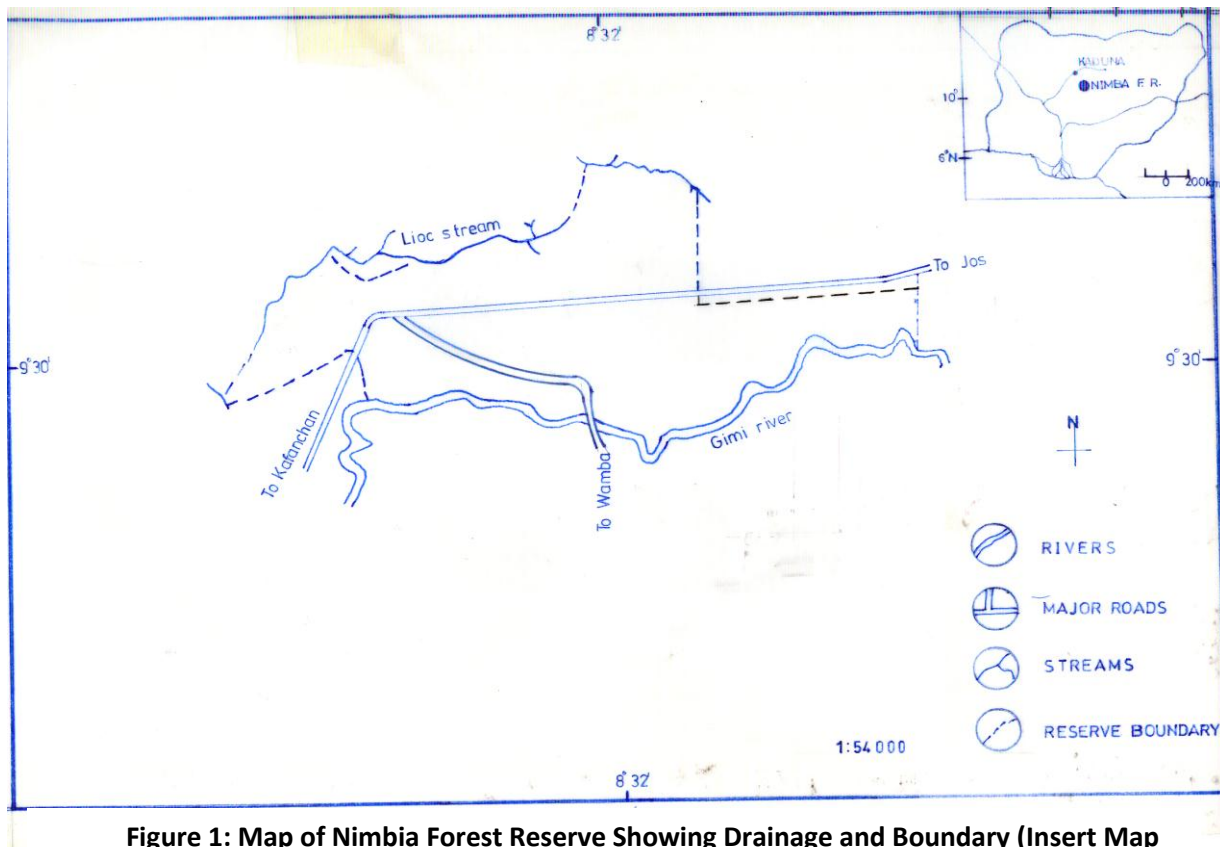 8°32'
KADUNA
NIMBA F.R.
10°
6°N
0 200km
Lioc stream
To Jos
9°30'
9°30'
To Kafanchan
Gimi river
To Wamba
N
RIVERS
MAJOR ROADS
STREAMS
RESERVE BOUNDARY
1:54000
8°32'
Figure 1: Map of Nimbia Forest Reserve Showing Drainage and Boundary (Insert Map